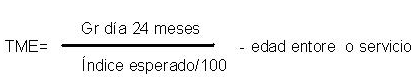 Gr día 24 meses
TME= - edad entore o servicio
Índice esperado/100